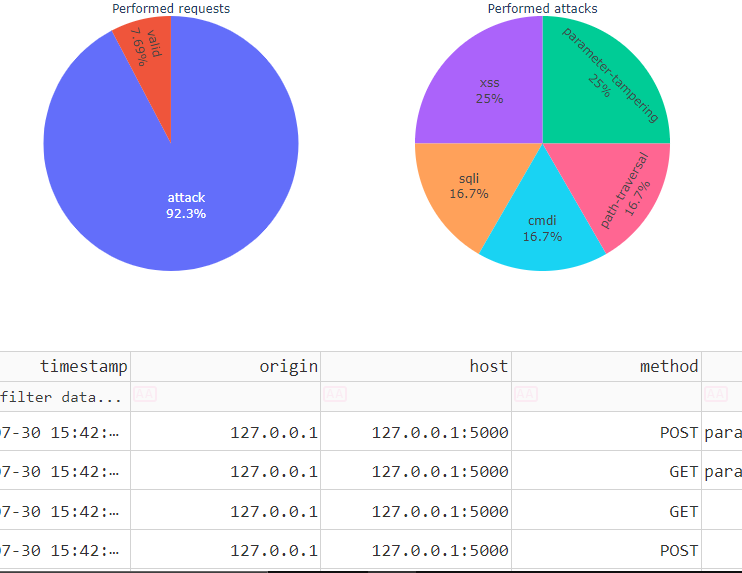 Performed requests
valid
7.69%
attack
92.3%
Performed attacks
xss
25%
parameter-tampering
25%
sqli
16.7%
cmdi
16.7%
path-traversal
16.7%
timestamp origin host method
filter data... AA AA AA AA
07-30 15:42:… 127.0.0.1 127.0.0.1:5000 POST para
07-30 15:42:… 127.0.0.1 127.0.0.1:5000 GET para
07-30 15:42:… 127.0.0.1 127.0.0.1:5000 GET
07-30 15:42:… 127.0.0.1 127.0.0.1:5000 POST